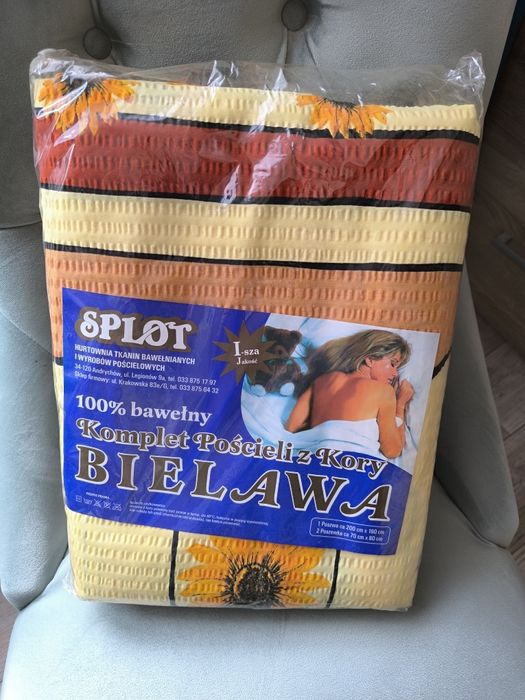 SPLOT
HURTOWNIA TKANIN BAWEŁNIANYCH
I WYROBÓW POŚCIELOWYCH
34-120 Andrychów, ul. Legionów 9a, tel. 033 875 17 97
Sklep firmowy: ul. Krakowska 83e/6, tel. 033 875 64 32
I-sza
Jakość
100% bawełny
Komplet Pościeli z Kory
BIELAWA
1 Poszwa ca 200 cm x 160 cm
2 Poszewka ca 70 cm x 80 cm